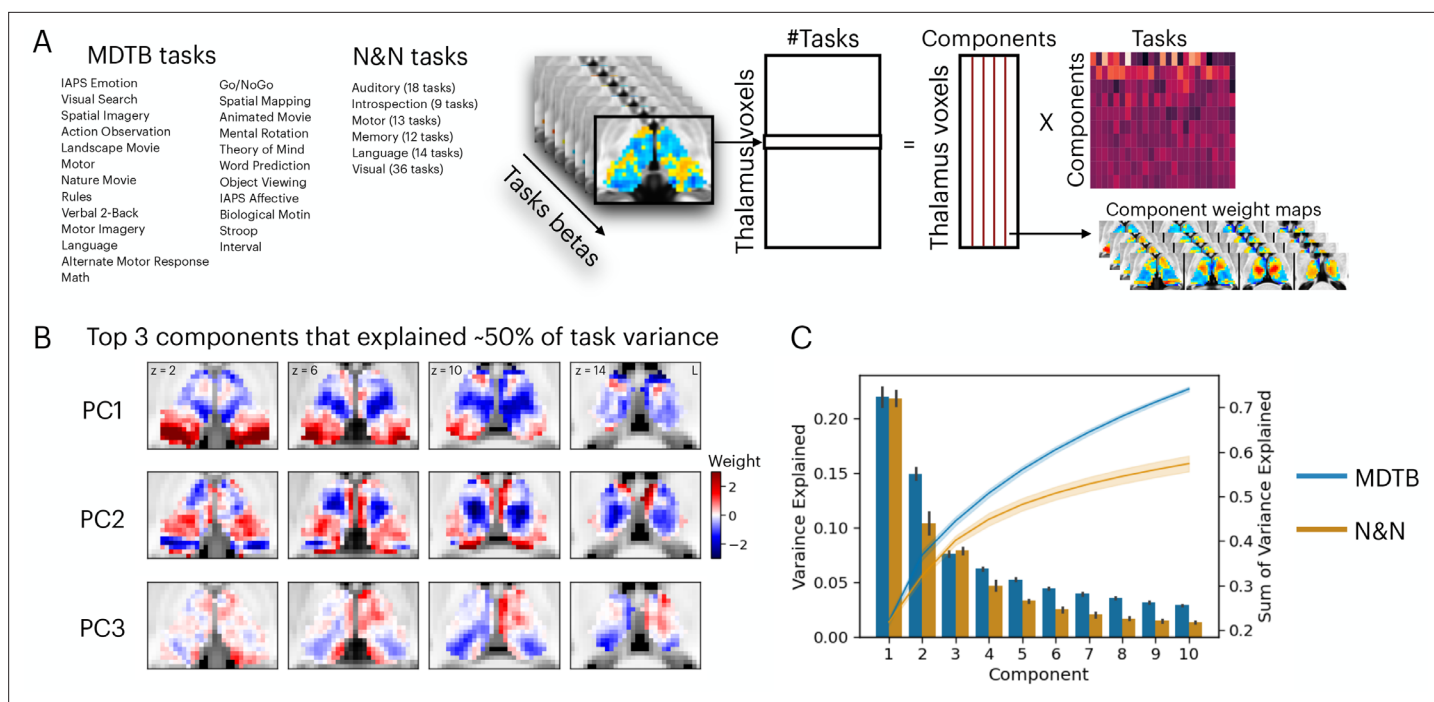 A
MDTB tasks
IAPS Emotion
Visual Search
Spatial Imagery
Action Observation
Landscape Movie
Motor
Nature Movie
Rules
Verbal 2-Back
Motor Imagery
Language
Alternate Motor Response
Math
Go/NoGo
Spatial Mapping
Animated Movie
Mental Rotation
Theory of Mind
Word Prediction
Object Viewing
IAPS Affective
Biological Motin
Stroop
Interval
N&N tasks
Auditory (18 tasks)
Introspection (9 tasks)
Motor (13 tasks)
Memory (12 tasks)
Language (14 tasks)
Visual (36 tasks)
Tasks betas
#Tasks
Thalamus voxels
=
Components
Thalamus voxels
X
Tasks
Components
Component weight maps
B
Top 3 components that explained ~50% of task variance
z = 2
z = 6
z = 10
z = 14
L
PC1
PC2
PC3
Weight
2
0
−2
C
Varaince Explained
0.20
0.15
0.10
0.05
0.00
1 2 3 4 5 6 7 8 9 10
Component
0.7
0.6
0.5
0.4
0.3
0.2
Sum of Variance Explained
MDTB
N&N